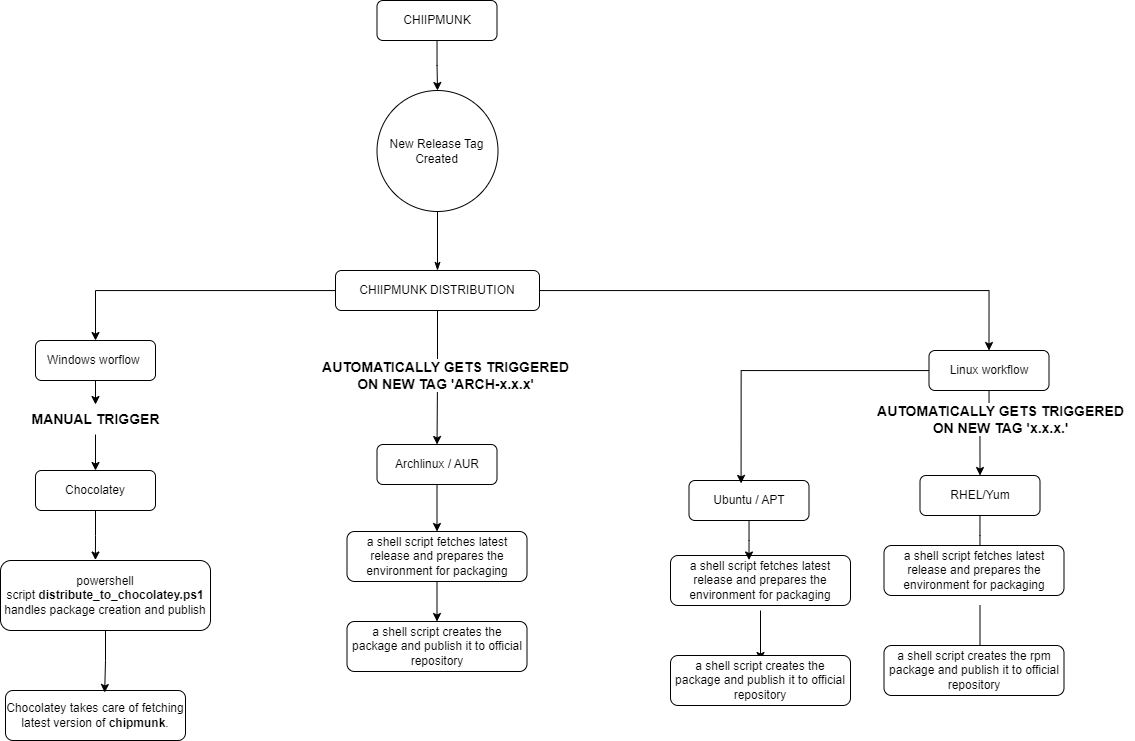 CHIIPMUNK
New Release Tag
Created
CHIIPMUNK DISTRIBUTION
Windows worflow
MANUAL TRIGGER
Chocolatey
powershell
script distribute_to_chocolatey.ps1
handles package creation and publish
Chocolatey takes care of fetching
latest version of chipmunk.
AUTOMATICALLY GETS TRIGGERED
ON NEW TAG 'ARCH-x.x.x'
Archlinux / AUR
a shell script fetches latest
release and prepares the
environment for packaging
a shell script creates the
package and publish it to official
repository
Linux workflow
AUTOMATICALLY GETS TRIGGERED
ON NEW TAG 'x.x.x.'
Ubuntu / APT
a shell script fetches latest
release and prepares the
environment for packaging
a shell script creates the
package and publish it to official
repository
RHEL/Yum
a shell script fetches latest
release and prepares the
environment for packaging
a shell script creates the rpm
package and publish it to official
repository